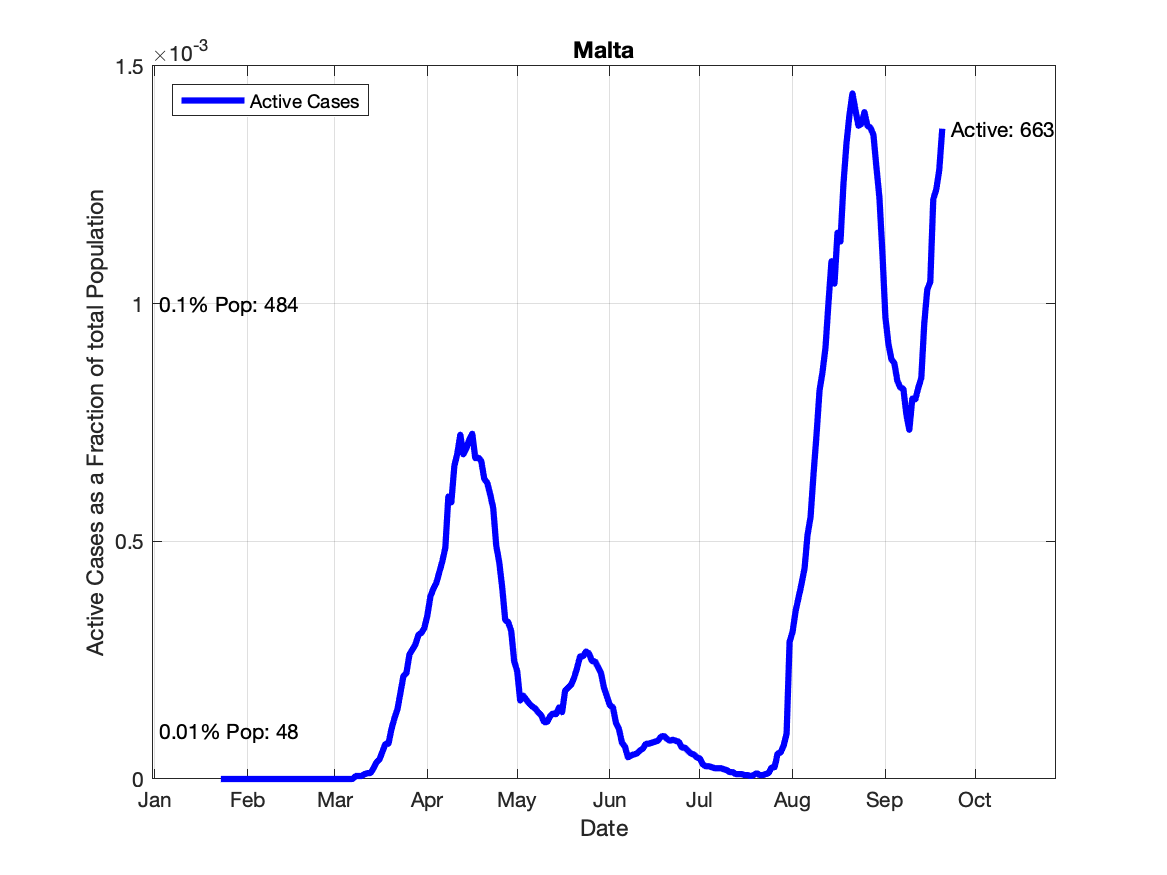 Malta
×10-3
1.5
Active Cases
Active: 663
1
0.1% Pop: 484
0.5
0.01% Pop: 48
0
Jan Feb Mar Apr May Jun Jul Aug Sep Oct
Date
Active Cases as a Fraction of total Population